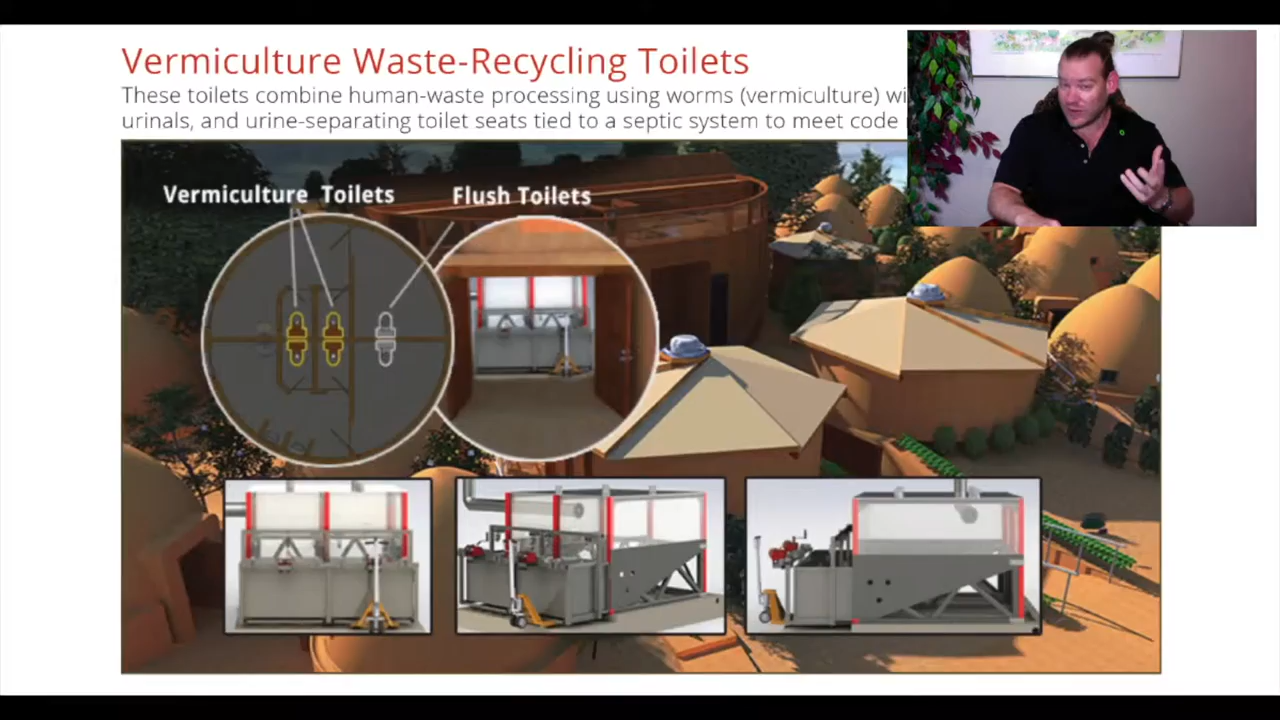 Vermiculture Waste-Recycling Toilets
These toilets combine human-waste processing using worms (vermiculture)
urinals, and urine-separating toilet seats tied to a septic system to meet code
Vermiculture Toilets
Flush Toilets